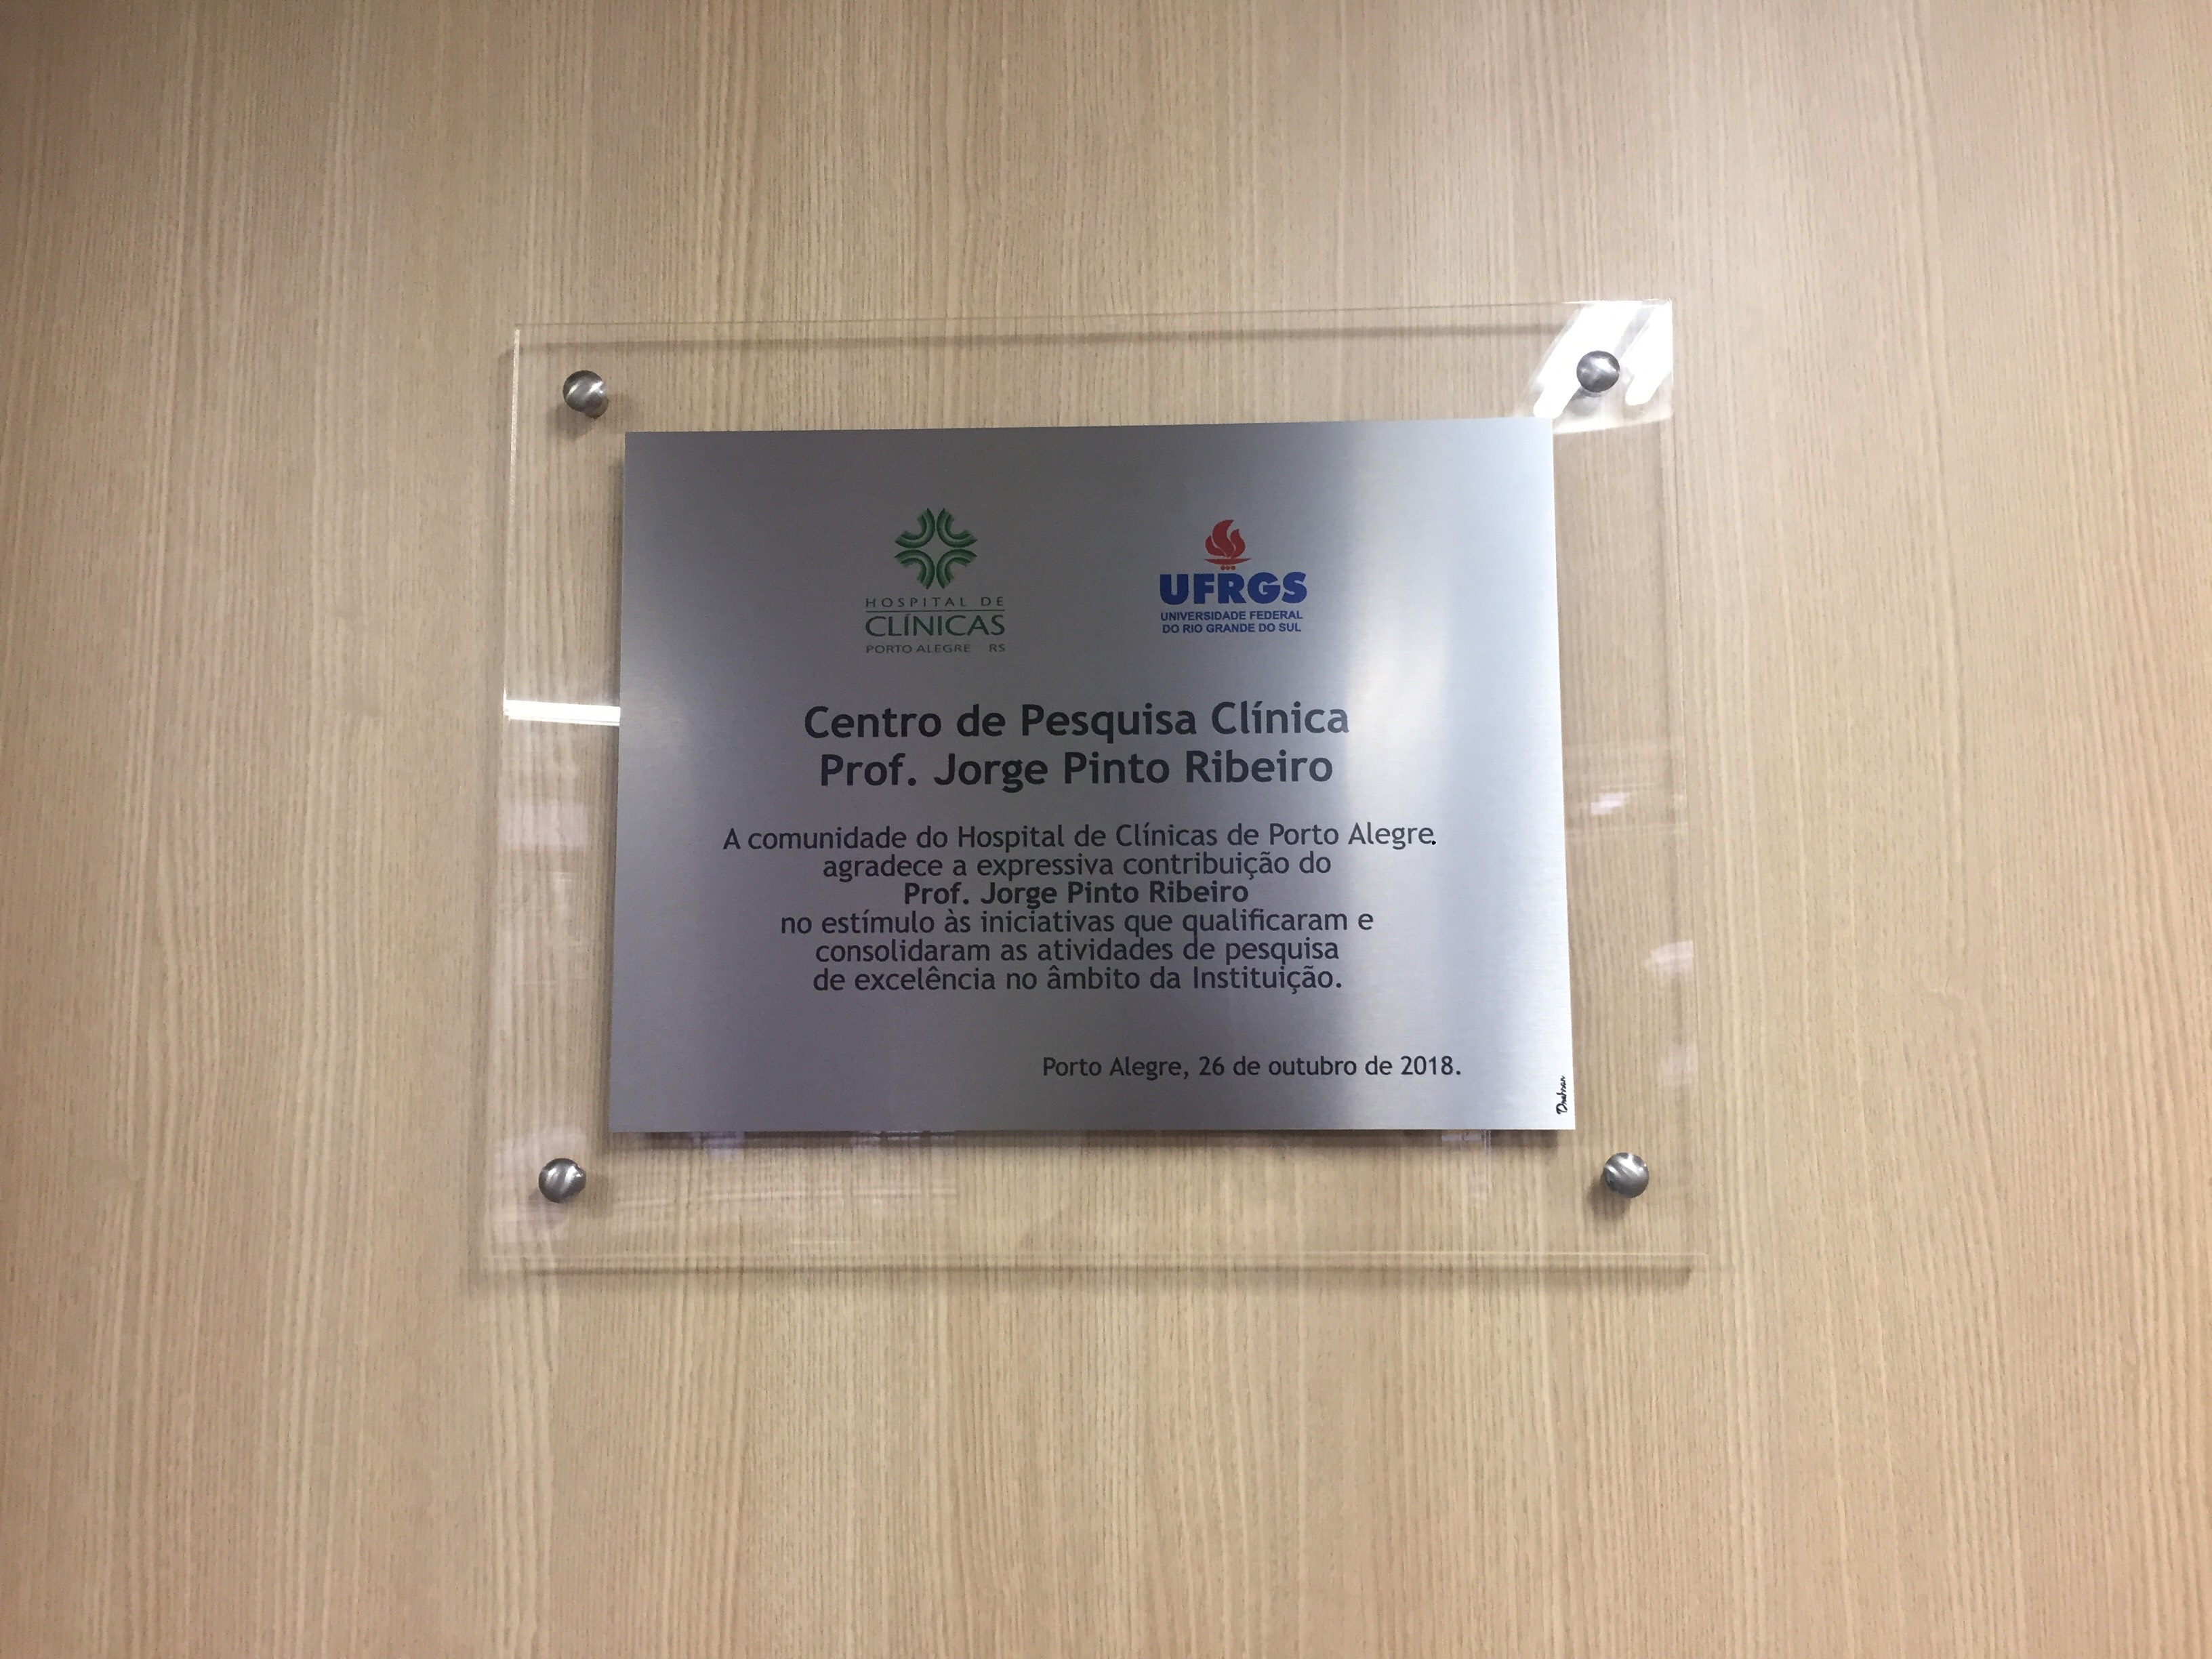 HOSPITAL DE
CLÍNICAS
PORTO ALEGRE RS
UFRGS
UNIVERSIDADE FEDERAL
DO RIO GRANDE DO SUL
Centro de Pesquisa Clínica
Prof. Jorge Pinto Ribeiro
A comunidade do Hospital de Clínicas de Porto Alegre.
agradece a expressiva contribuição do
Prof. Jorge Pinto Ribeiro
no estímulo às iniciativas que qualificaram e
consolidaram as atividades de pesquisa
de excelência no âmbito da Instituição.
Porto Alegre, 26 de outubro de 2018.